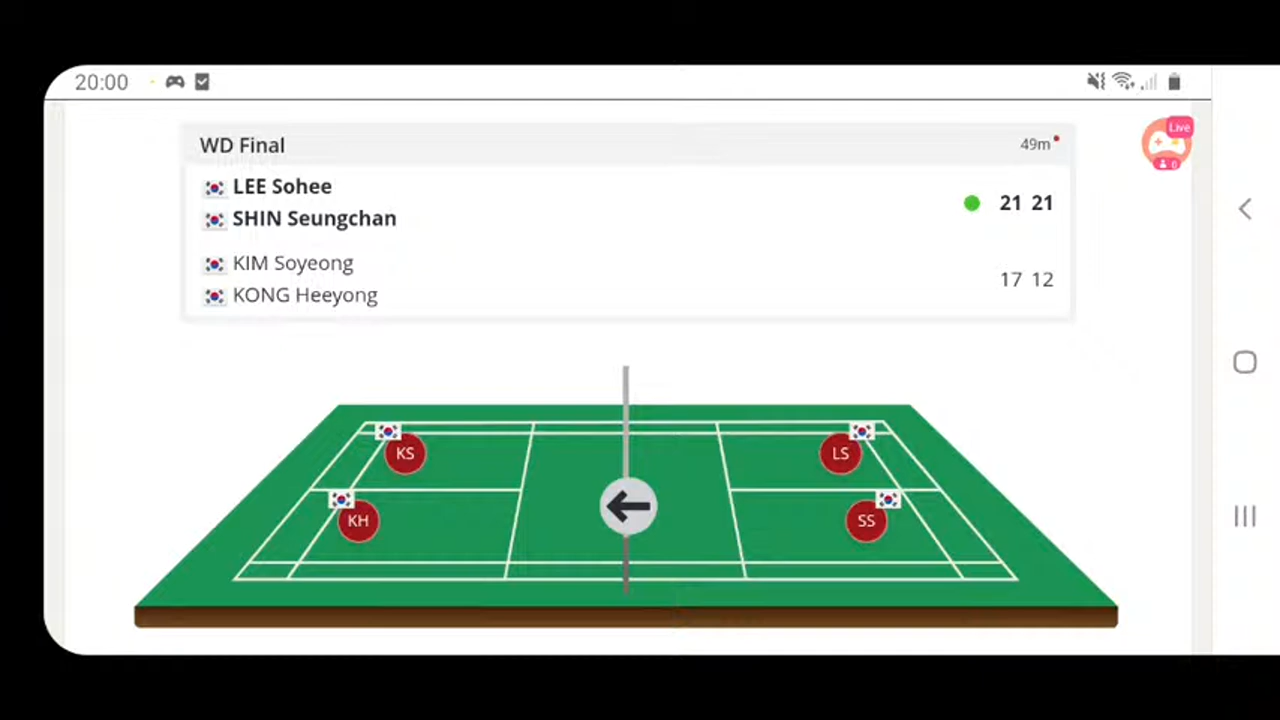 20:00
Live
0
WD Final
49m
LEE Sohee
SHIN Seungchan
21 21
KIM Soyeong
KONG Heeyong
17 12
KS
LS
KH
SS